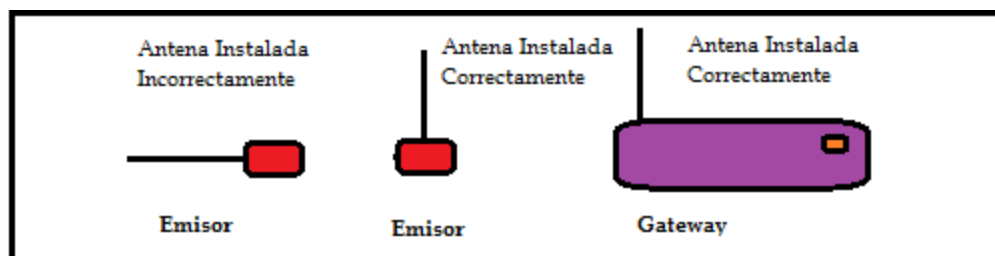 Antena Instalada
Incorrectamente
Antena Instalada
Correctamente
Antena Instalada
Correctamente
Emisor
Emisor
Gateway